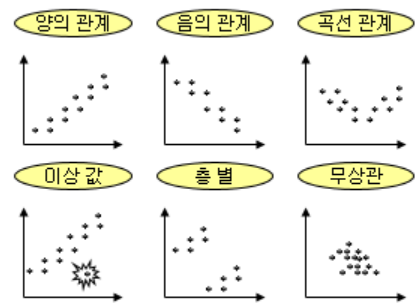 양의 관계
음의 관계
곡선 관계
이상 값
층 별
무상관